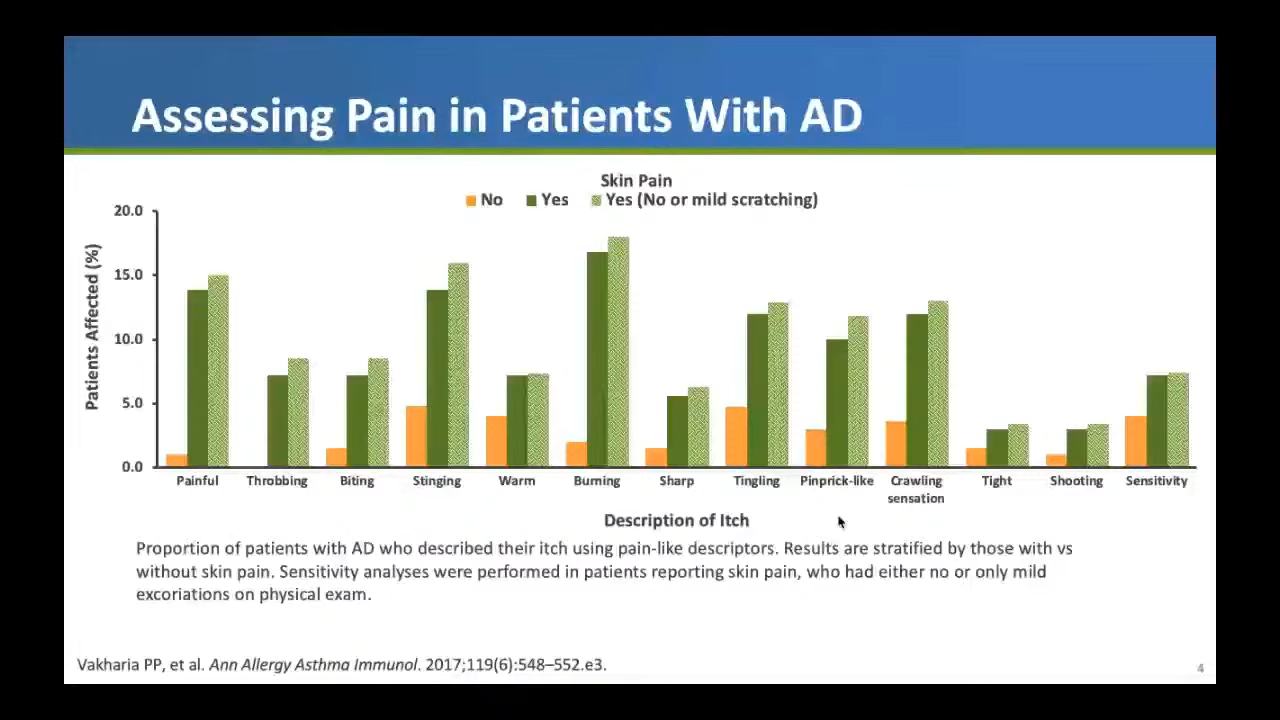 Assessing Pain in Patients With AD
Skin Pain
No Yes Yes (No or mild scratching)
Patients Affected (%)
20.0
15.0
10.0
5.0
0.0
Painful Throbbing Biting Stinging Warm Burning Sharp Tingling Pinprick-like Crawling sensation Tight Shooting Sensitivity
Description of Itch
Proportion of patients with AD who described their itch using pain-like descriptors. Results are stratified by those with vs
without skin pain. Sensitivity analyses were performed in patients reporting skin pain, who had either no or only mild
excoriations on physical exam.
Vakharia PP, et al. Ann Allergy Asthma Immunol. 2017;119(6):548–552.e3.
4